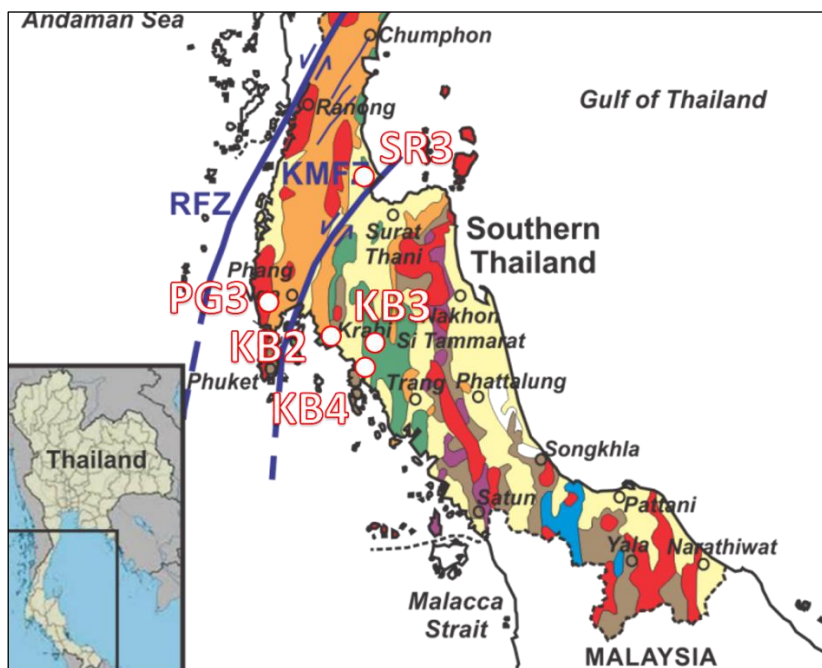 Andaman Sea
Chumphon
Gulf of Thailand
Ranong
SR3
KMF
RFZ
Surat
Thani
Southern
Thailand
Phang
PG3
KB3
Nakhon
Krabi
Si Tammarat
KB2
Phuket
Trang
Phattalung
KB4
Thailand
Songkhla
Satun
Pattani
Yala
Narathiwat
Malacca
Strait
MALAYSIA